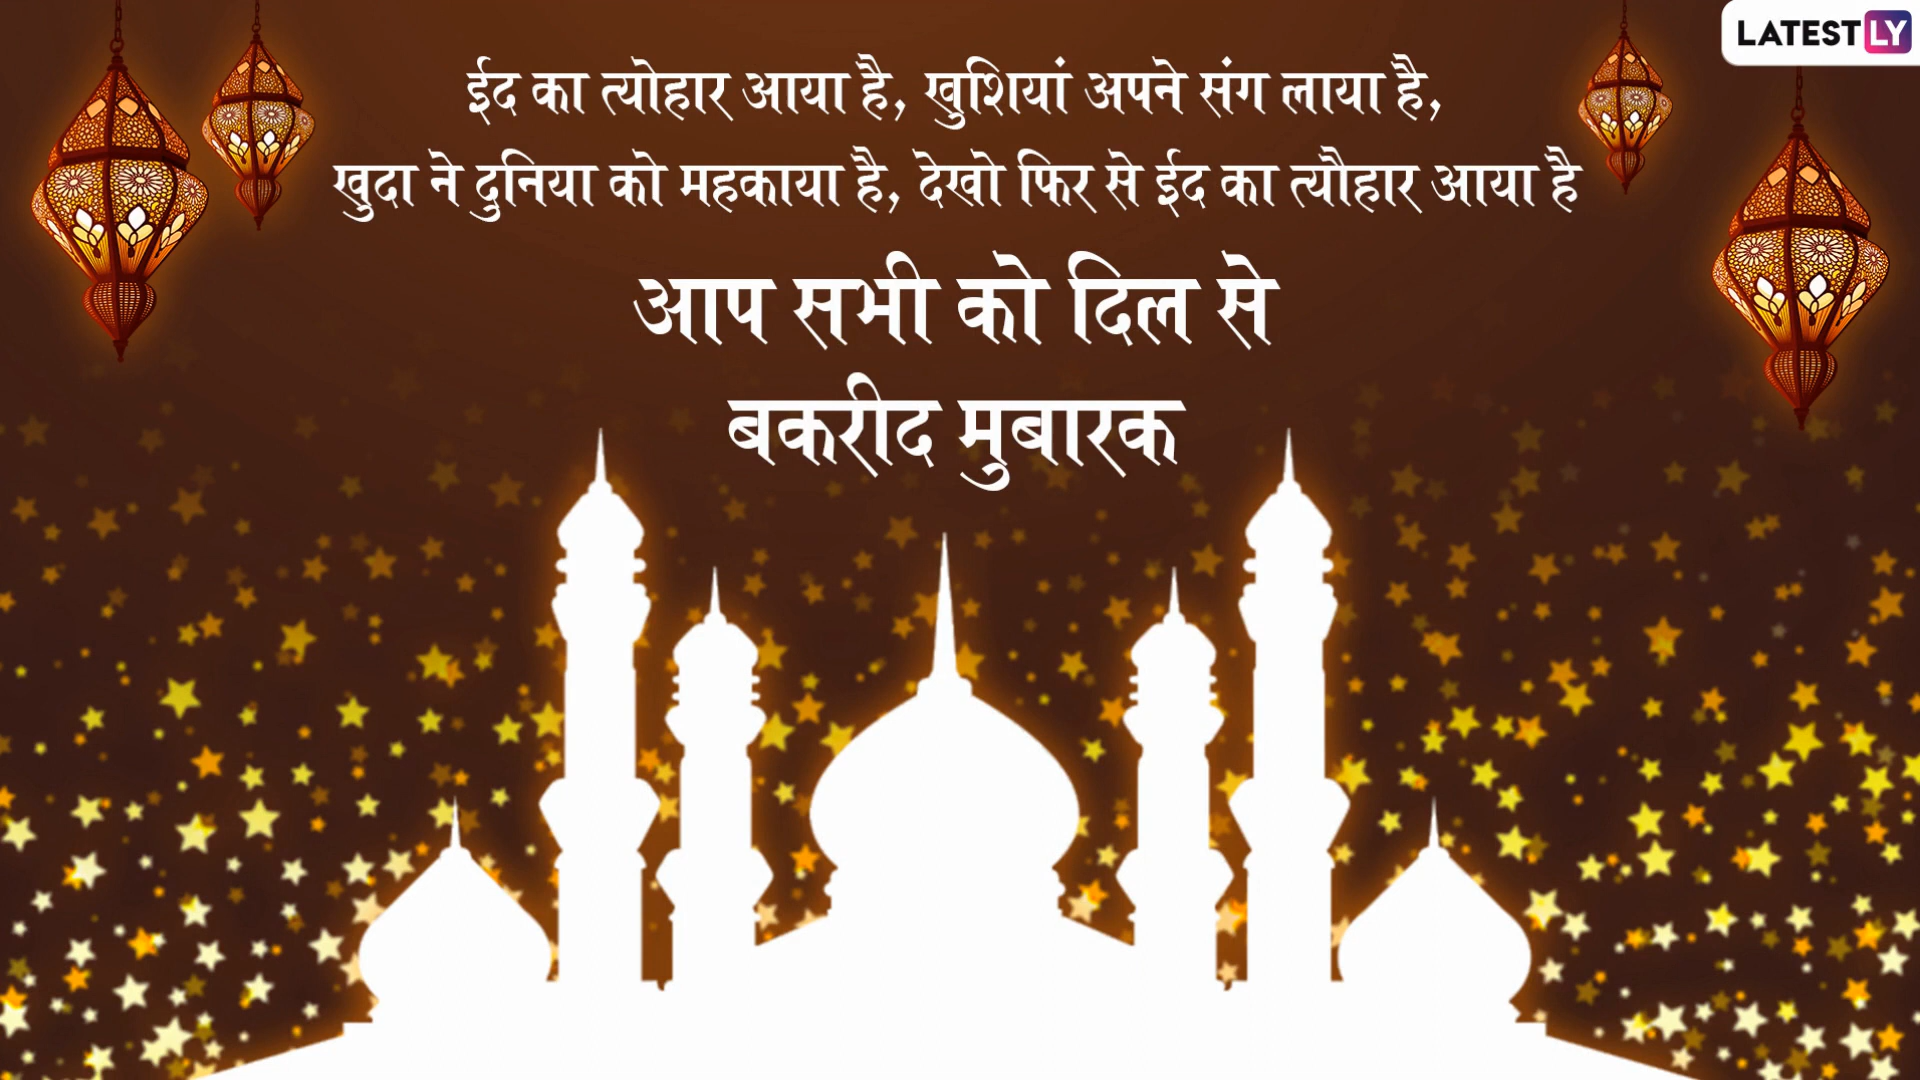 LATESTLY
ईद का त्योहार आया है, खुशियां अपने संग लाया है,
खुदा ने दुनिया को महकाया है, देखो फिर से ईद का त्यौहार आया है
आप सभी को दिल से
बकरीद मुबारक